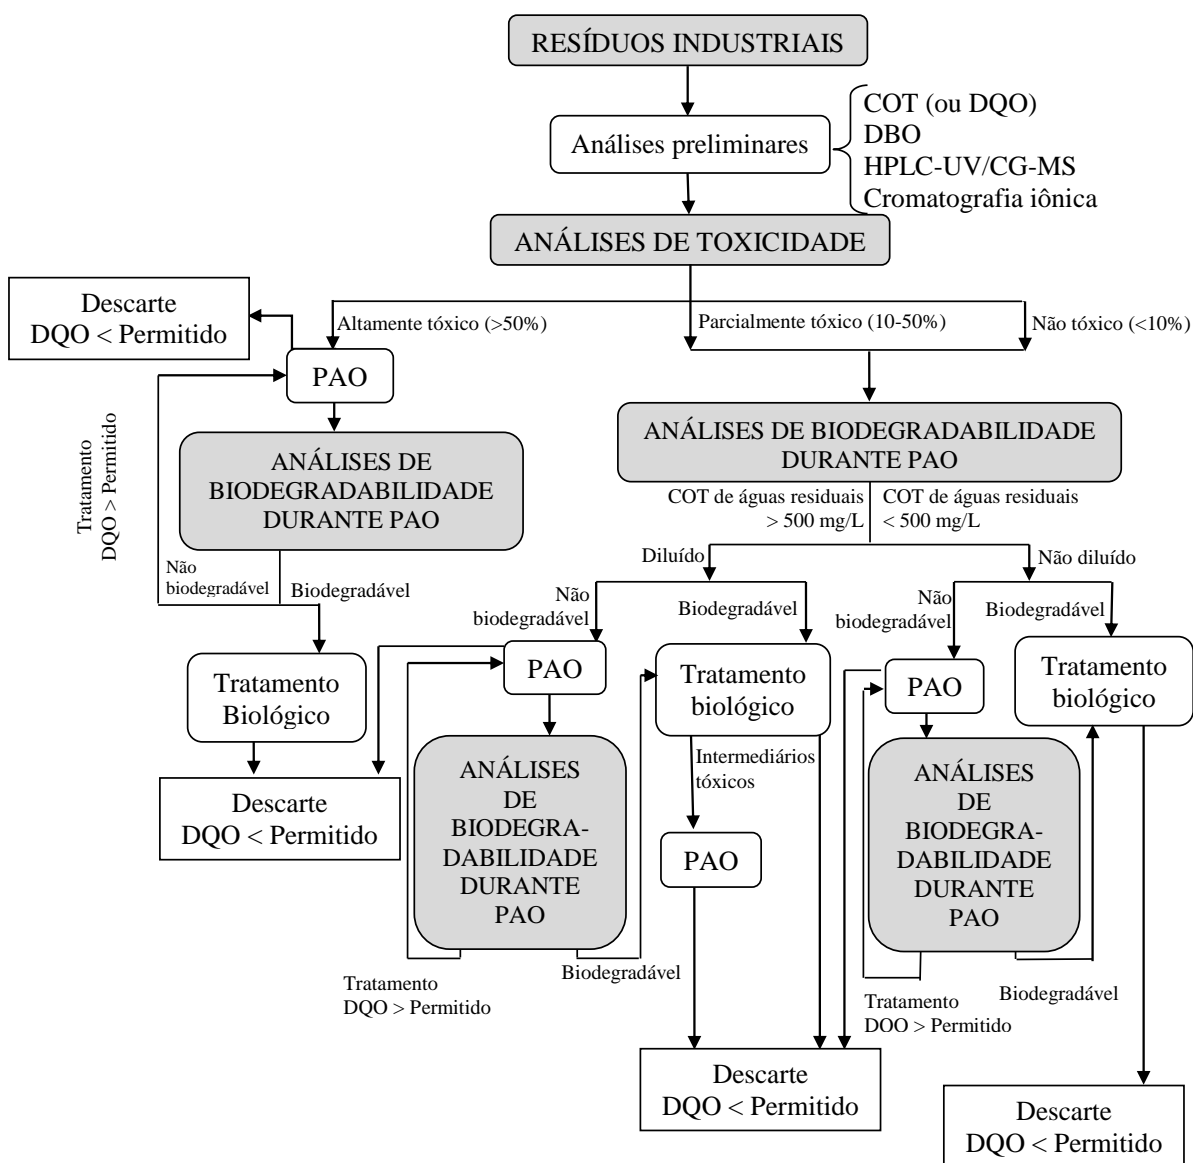 RESÍDUOS INDUSTRIAIS
Análises preliminares
COT (ou DQO)
DBO
HPLC-UV/CG-MS
Cromatografia iônica
ANÁLISES DE TOXICIDADE
Descarte
DQO < Permitido
Altamente tóxico (>50%)
Parcialmente tóxico (10-50%)
Não tóxico (<10%)
PAO
Tratamento
DQO > Permitido
ANÁLISES DE
BIODEGRADABILIDADE
DURANTE PAO
ANÁLISES DE BIODEGRADABILIDADE
DURANTE PAO
COT de águas residuais
> 500 mg/L
COT de águas residuais
< 500 mg/L
Diluído
Não diluído
Não
biodegradável
Biodegradável
Não
biodegradável
Biodegradável
Não
biodegradável
Biodegradável
Tratamento
Biológico
PAO
Tratamento
biológico
PAO
Tratamento
biológico
Descarte
DQO < Permitido
ANÁLISES
DE
BIODEGRA-
DABILIDADE
DURANTE
PAO
Intermediários
tóxicos
PAO
ANÁLISES
DE
BIODEGRA-
DABILIDADE
DURANTE
PAO
Tratamento
DQO > Permitido
Biodegradável
Tratamento
DOO > Permitido
Biodegradável
Descarte
DQO < Permitido
Descarte
DQO < Permitido